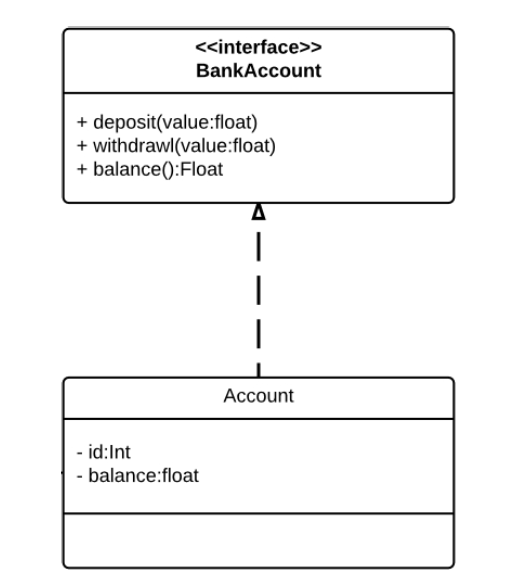 <<interface>>
BankAccount
+ deposit(value:float)
+ withdrawl(value:float)
+ balance():Float
Account
- id:Int
- balance:float